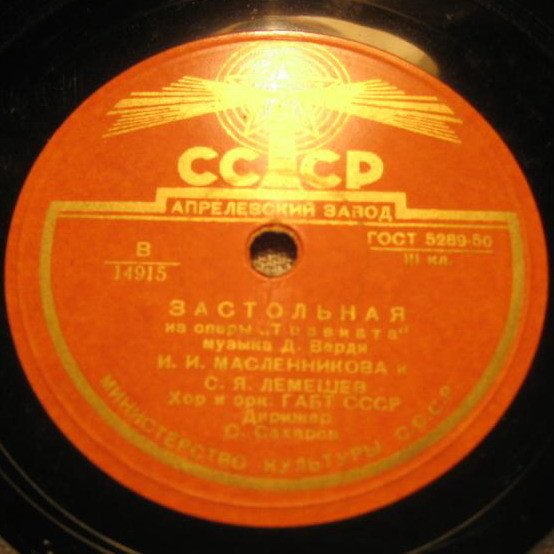 СССР
АПРЕЛЕВСКИЙ ЗАВОД
ГОСТ 5289-50
III кл.
В
14915
ЗАСТОЛЬНАЯ
из оперы „Травиата"
музыка Д. Верди
И. И. МАСЛЕННИКОВА и
С. Я. ЛЕМЕШЕВ
Хор и орк. ГАБТ СССР
Дирижер
С. Сахаров
МИНИСТЕРСТВО КУЛЬТУРЫ С.С.С.Р.